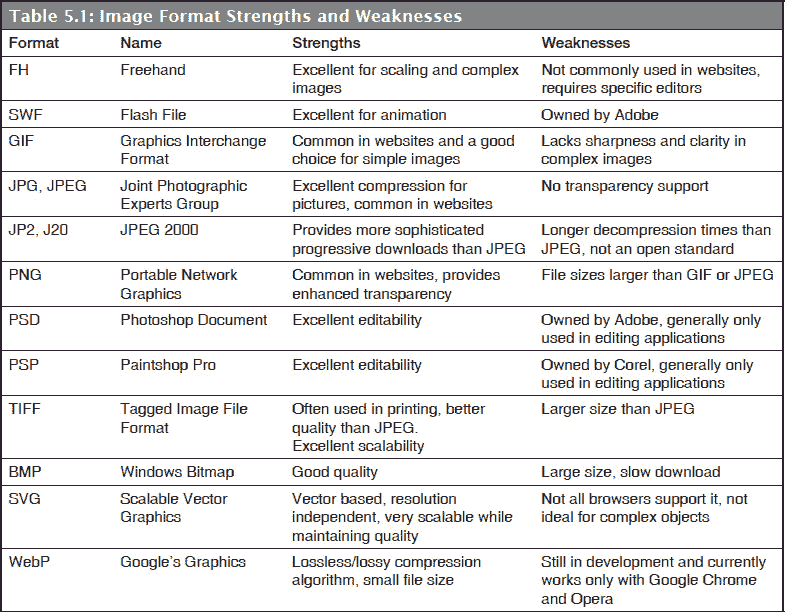 Table 5.1: Image Format Strengths and Weaknesses
Format Name Strengths Weaknesses
FH Freehand Excellent for scaling and complex Not commonly used in websites,
images requires specific editors
SWF Flash File Excellent for animation Owned by Adobe
GIF Graphics Interchange Common in websites and a good Lacks sharpness and clarity in
Format choice for simple images complex images
JPG, JPEG Joint Photographic Excellent compression for No transparency support
Experts Group pictures, common in websites
JP2, J20 JPEG 2000 Provides more sophisticated Longer decompression times than
progressive downloads than JPEG JPEG, not an open standard
PNG Portable Network Common in websites, provides File sizes larger than GIF or JPEG
Graphics enhanced transparency
PSD Photoshop Document Excellent editability Owned by Adobe, generally only
used in editing applications
PSP Paintshop Pro Excellent editability Owned by Corel, generally only
used in editing applications
TIFF Tagged Image File Often used in printing, better Larger size than JPEG
Format quality than JPEG.
Excellent scalability
BMP Windows Bitmap Good quality Large size, slow download
SVG Scalable Vector Vector based, resolution Not all browsers support it, not
Graphics independent, very scalable while ideal for complex objects
maintaining quality
WebP Google's Graphics Lossless/lossy compression Still in development and currently
algorithm, small file size works only with Google Chrome
and Opera